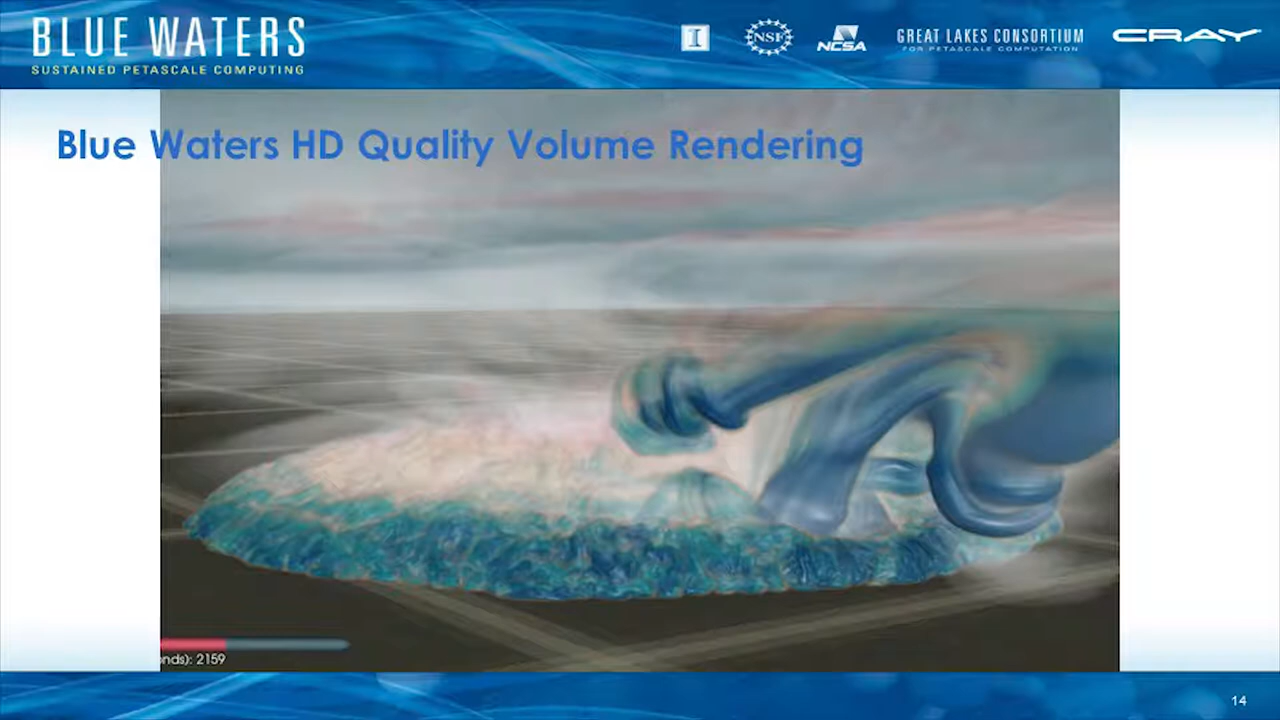 BLUE WATERS
SUSTAINED PETASCALE COMPUTING
I
NSF
NCSA
GREAT LAKES CONSORTIUM
FOR PETASCALE COMPUTATION
CRAY
Blue Waters HD Quality Volume Rendering
nds): 2159
14